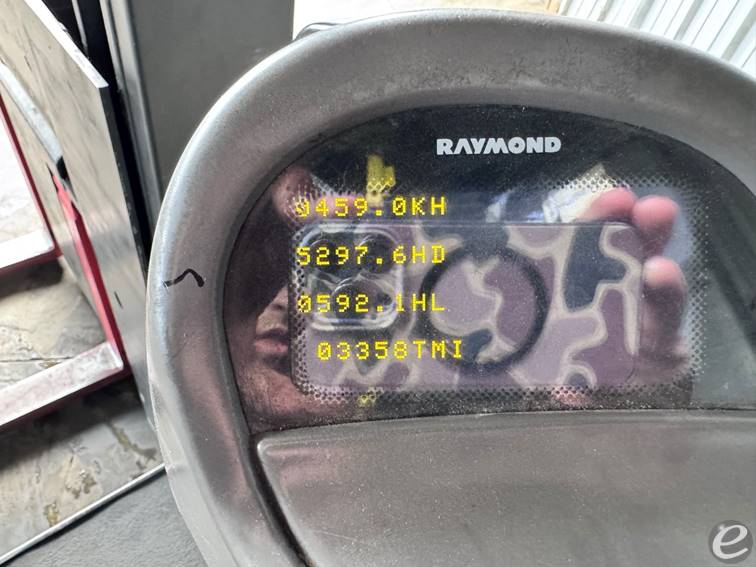 RAYMOND
0459.0KH
5297.6HD
0592.1HL
03358TMI
e